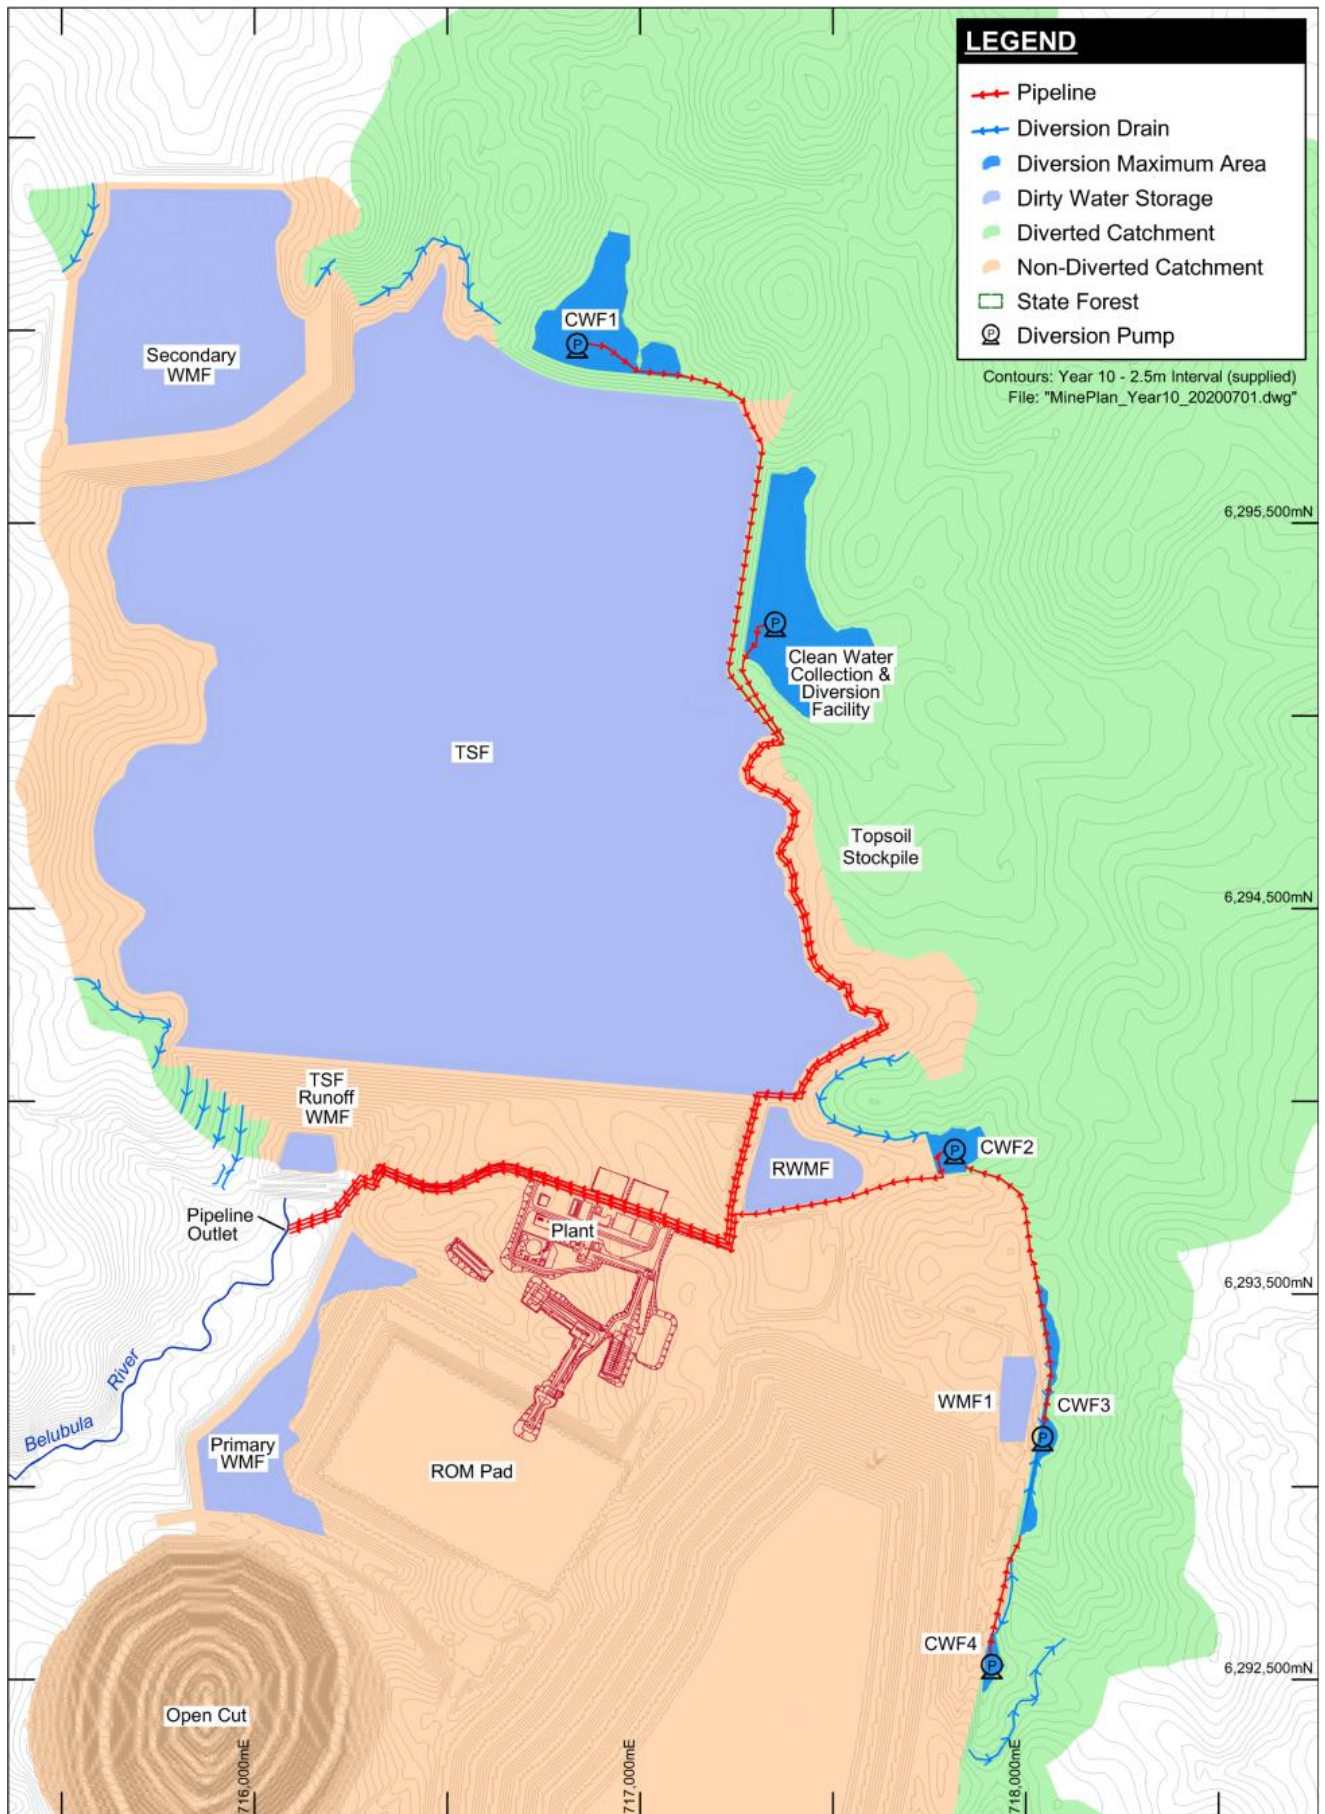 LEGEND
Pipeline
Diversion Drain
Diversion Maximum Area
Dirty Water Storage
Diverted Catchment
Non-Diverted Catchment
State Forest
P Diversion Pump
Contours: Year 10 - 2.5m Interval (supplied)
File: "MinePlan_Year10_20200701.dwg"
CWF1
P
Secondary
WMF
6,295,500mN
P
Clean Water
Collection &
Diversion
Facility
TSF
Topsoil
Stockpile
6,294,500mN
TSF
Runoff
WMF
P
CWF2
RWMF
Pipeline
Outlet
Plant
6,293,500mN
Belubula River
WMF1
CWF3
P
Primary
WMF
ROM Pad
CWF4
P
6,292,500mN
Open Cut
716,000mE
717,000mE
718,000mE